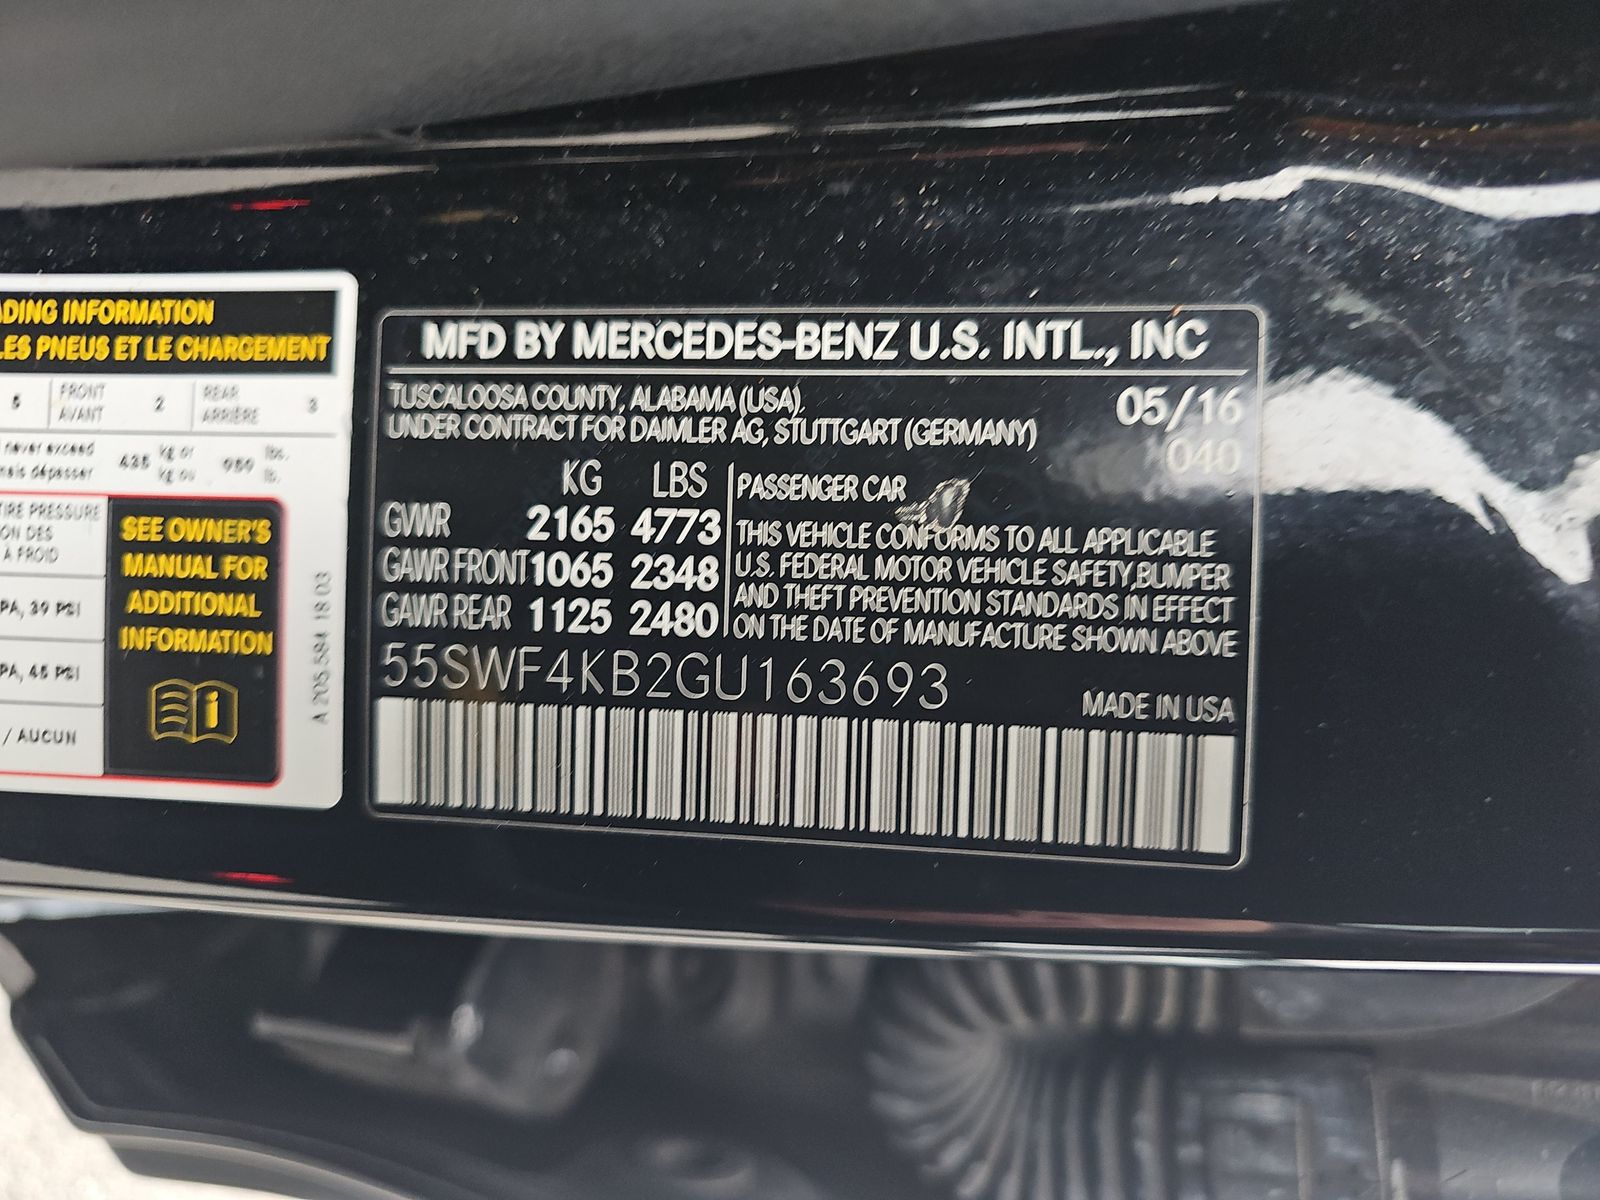 ADING INFORMATION
LES PNEUS ET LE CHARGEMENT
5 FRONT AVANT 2 REAR ARRIÈRE 3
never exceed 435 kg or 959 lbs.
mais dépasser kg ou lb.
TIRE PRESSURE
ON DES
À FROID
PA, 39 PSI
PA, 45 PSI
/ AUCUN
SEE OWNER'S
MANUAL FOR
ADDITIONAL
INFORMATION
A 205 584 18 03
MFD BY MERCEDES-BENZ U.S. INTL., INC
TUSCALOOSA COUNTY, ALABAMA (USA), 05/16
UNDER CONTRACT FOR DAIMLER AG, STUTTGART (GERMANY)
040
KG LBS
GVWR 2165 4773
GAWR FRONT 1065 2348
GAWR REAR 1125 2480
PASSENGER CAR
THIS VEHICLE CONFORMS TO ALL APPLICABLE
U.S. FEDERAL MOTOR VEHICLE SAFETY,BUMPER
AND THEFT PREVENTION STANDARDS IN EFFECT
ON THE DATE OF MANUFACTURE SHOWN ABOVE
55SWF4KB2GU163693
MADE IN USA